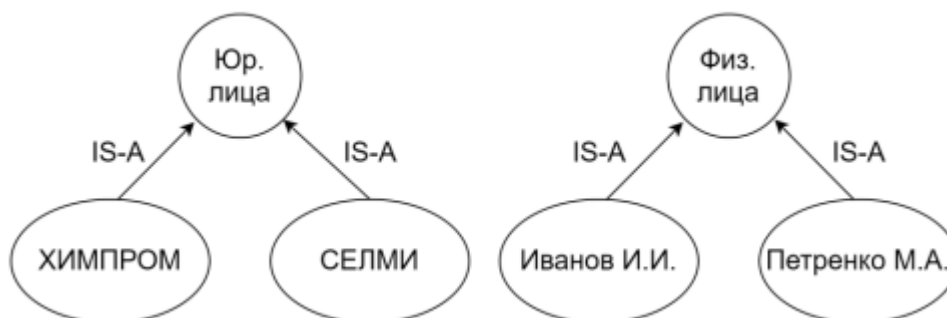 Юр.
лица
Физ.
лица
IS-A
IS-A
IS-A
IS-A
ХИМПРОМ
СЕЛМИ
Иванов И.И.
Петренко М.А.